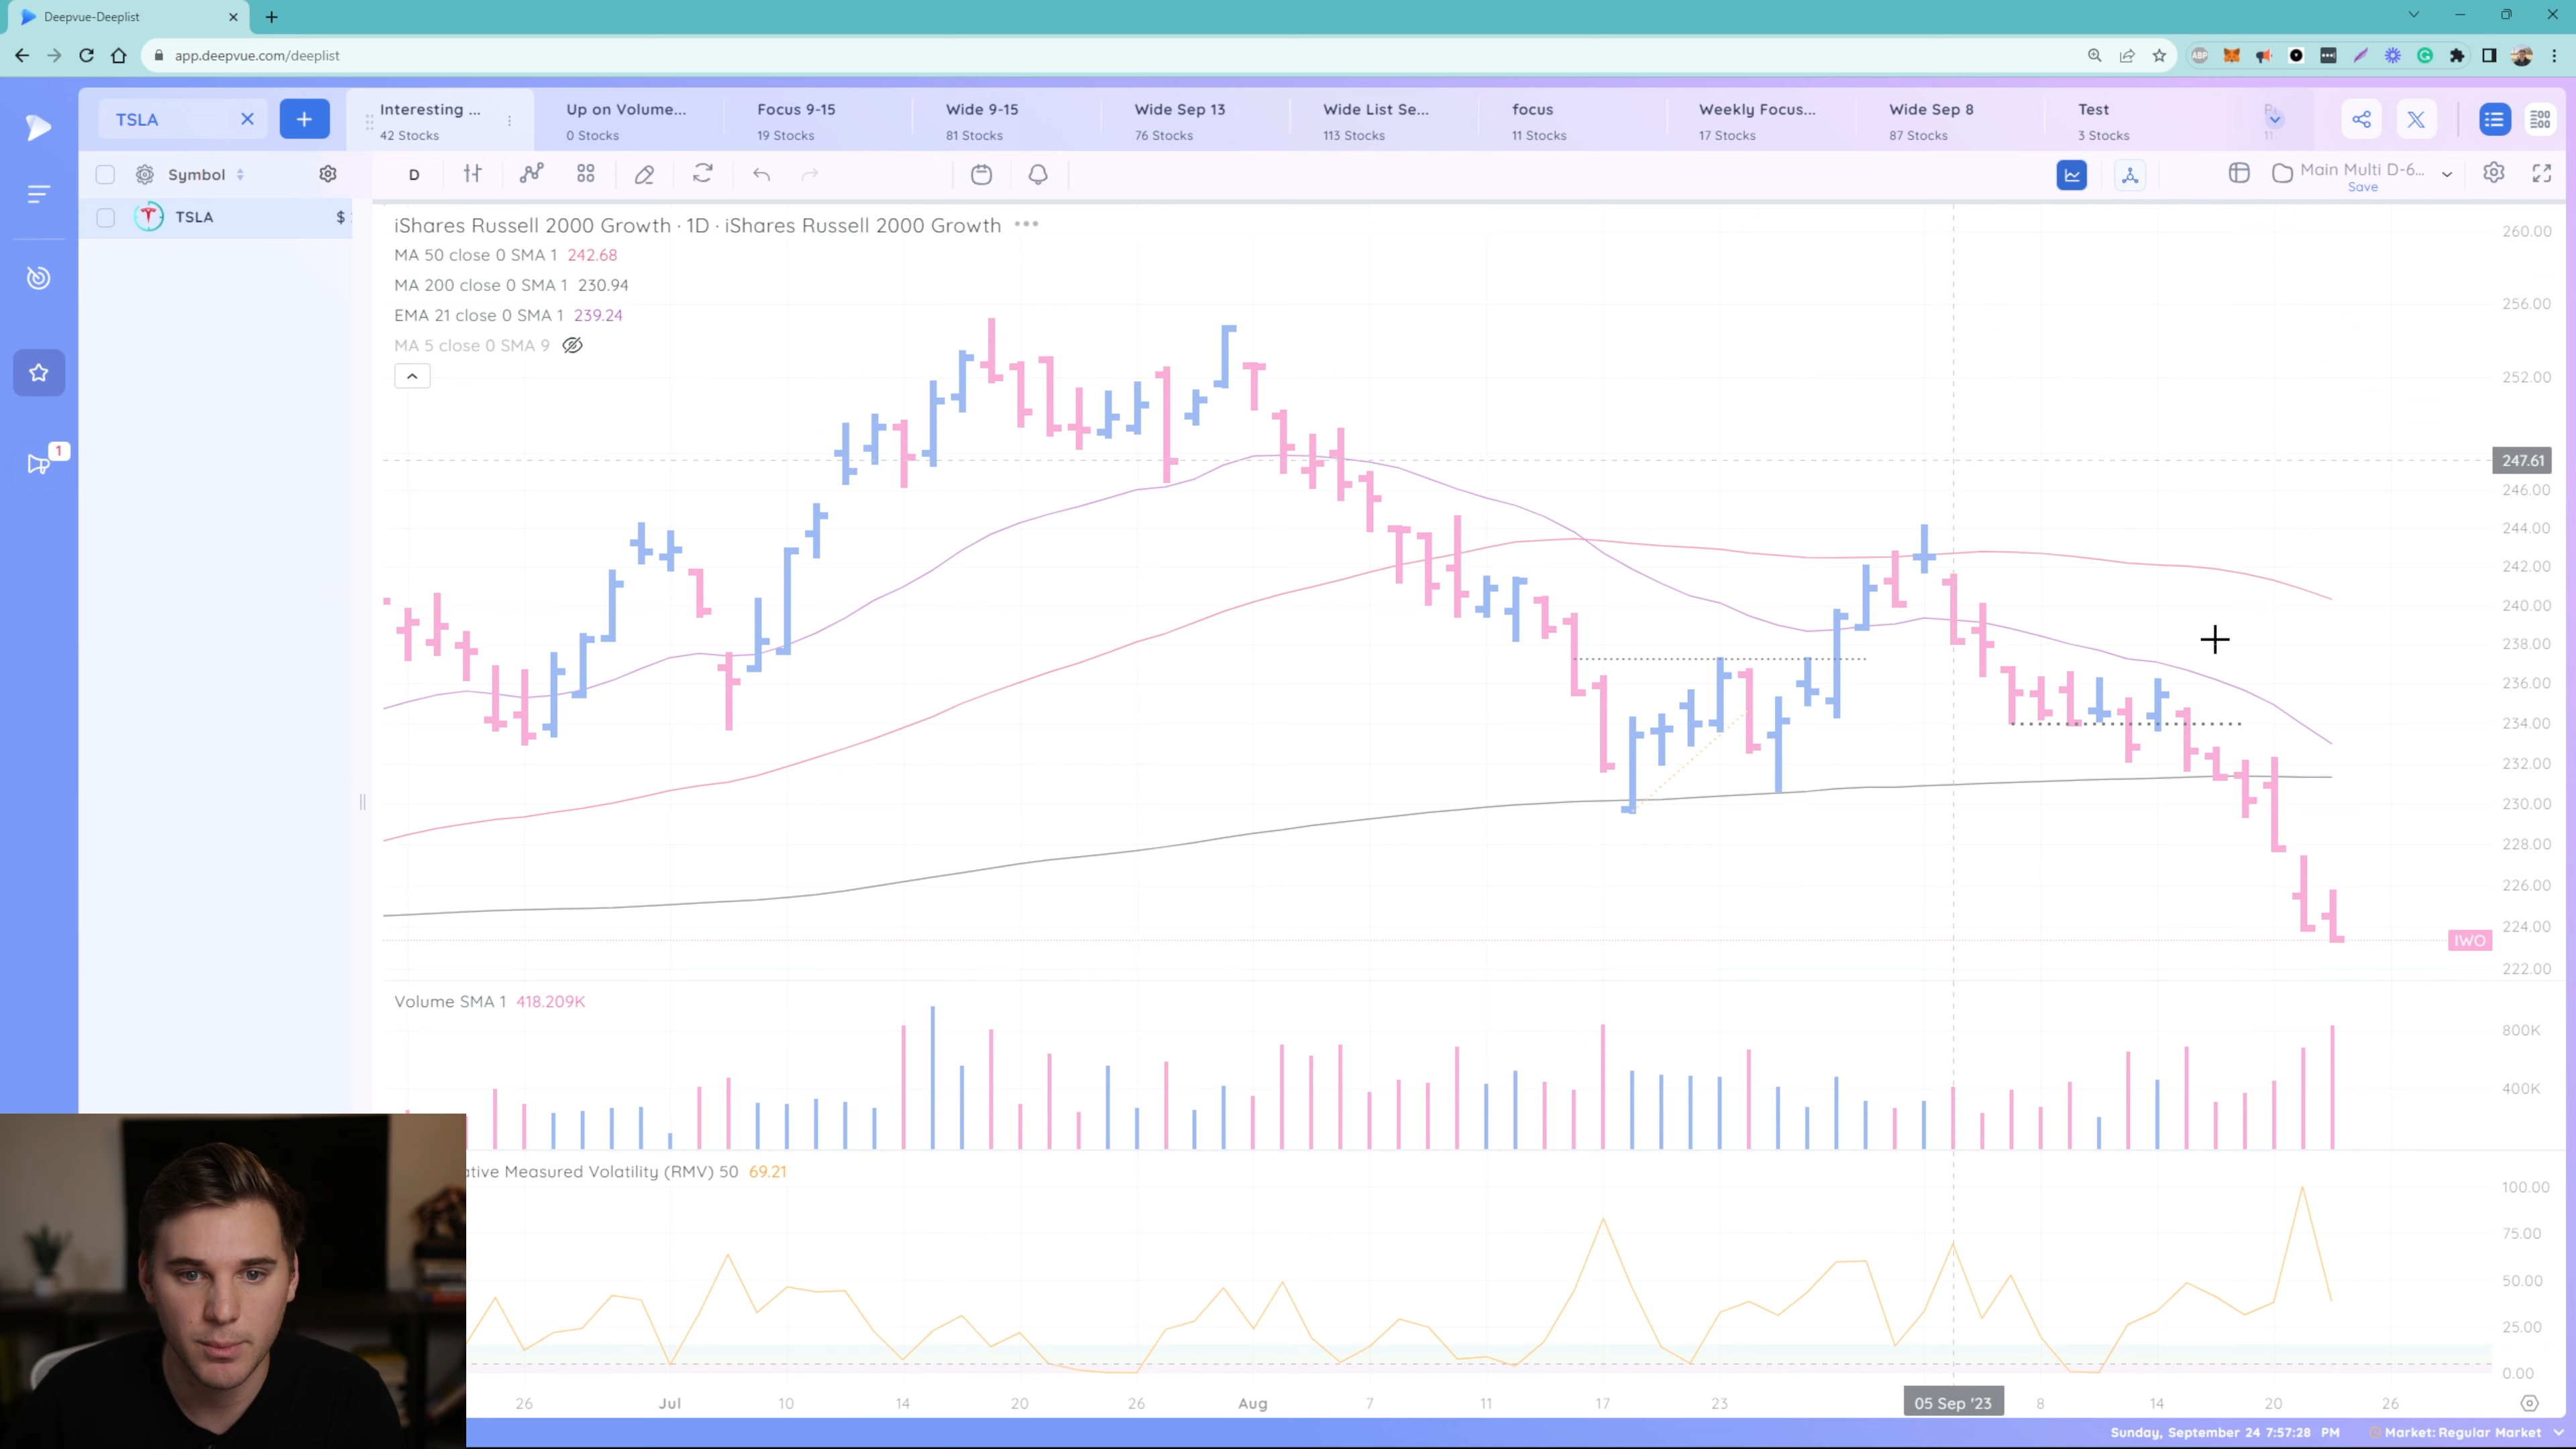 Deepvue-Deeplist
app.deepvue.com/deeplist
ABP
TSLA
Interesting ...
42 Stocks
Up on Volume...
0 Stocks
Focus 9-15
19 Stocks
Wide 9-15
81 Stocks
Wide Sep 13
76 Stocks
Wide List Se...
113 Stocks
focus
11 Stocks
Weekly Focus...
17 Stocks
Wide Sep 8
87 Stocks
Test
3 Stocks
Symbol
D
Main Multi D-6...
Save
TSLA
$
1
iShares Russell 2000 Growth · 1D · iShares Russell 2000 Growth
MA 50 close 0 SMA 1 242.68
MA 200 close 0 SMA 1 230.94
EMA 21 close 0 SMA 1 239.24
MA 5 close 0 SMA 9
260.00
256.00
252.00
247.61
246.00
244.00
242.00
240.00
238.00
236.00
234.00
232.00
230.00
228.00
226.00
224.00
IWO
222.00
Volume SMA 1 418.209K
800K
400K
ative Measured Volatility (RMV) 50 69.21
100.00
75.00
50.00
25.00
0.00
26 Jul 10 14 20 26 Aug 7 11 17 23 05 Sep '23 8 14 20 26
Sunday, September 24 7:57:28 PM Market: Regular Market